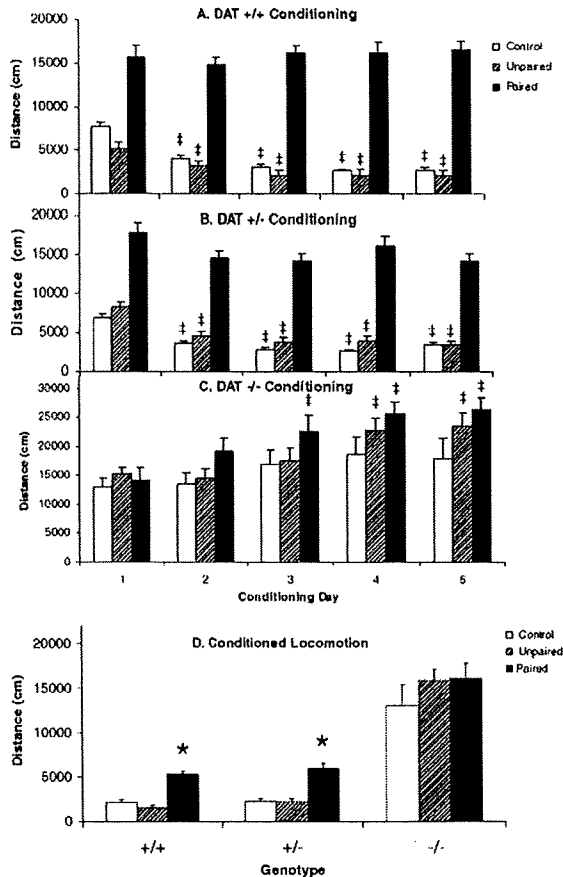 A. DAT +/+ Conditioning
Control
Unpaired
Paired
Distance (cm)
20000
15000
10000
5000
0
‡ ‡ ‡ ‡ ‡ ‡ ‡ ‡
B. DAT +/- Conditioning
Distance (cm)
20000
15000
10000
5000
0
‡ ‡ ‡ ‡ ‡ ‡ ‡ ‡
C. DAT -/- Conditioning
Distance (cm)
30000
25000
20000
15000
10000
5000
0
‡ ‡ ‡ ‡ ‡
1 2 3 4 5
Conditioning Day
D. Conditioned Locomotion
Control
Unpaired
Paired
Distance (cm)
20000
15000
10000
5000
0
* *
+/+ +/- -/-
Genotype